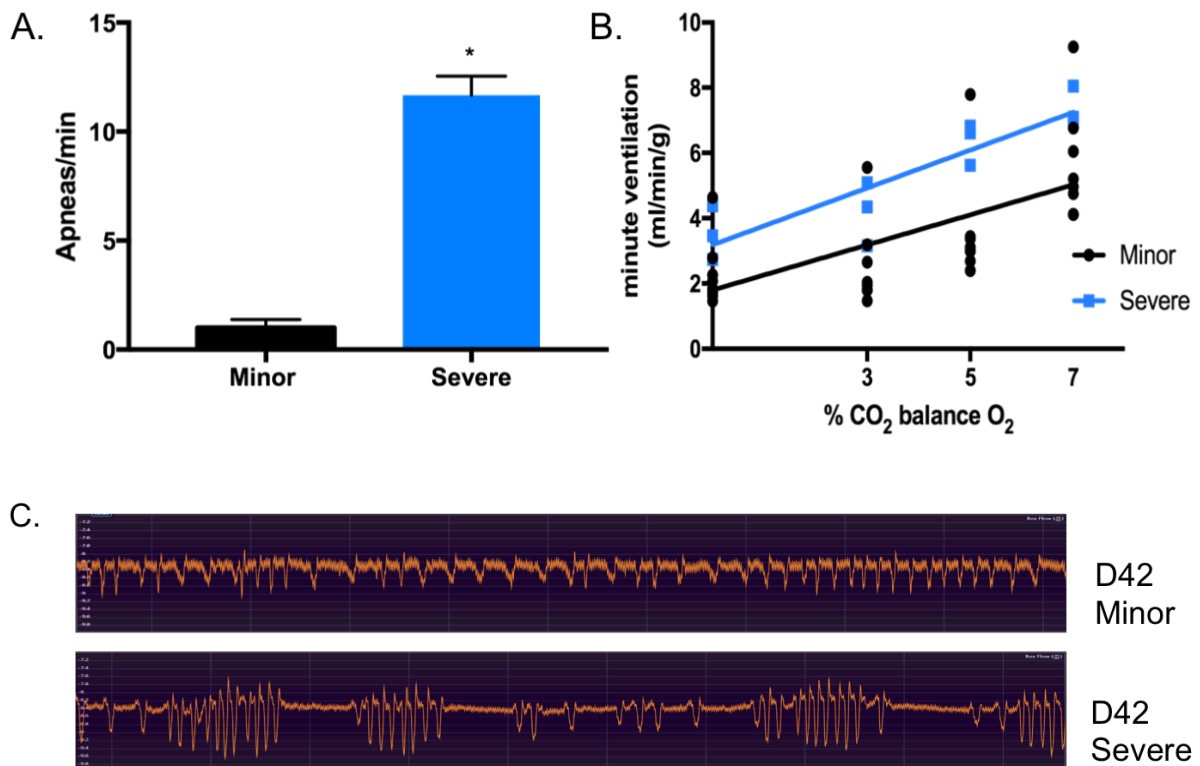 A.
15
10
5
0
Apneas/min
*
Minor
Severe
B.
10
8
6
4
2
0
minute ventilation
(ml/min/g)
3
5
7
% CO₂ balance O₂
Minor
Severe
C.
D42
Minor
D42
Severe